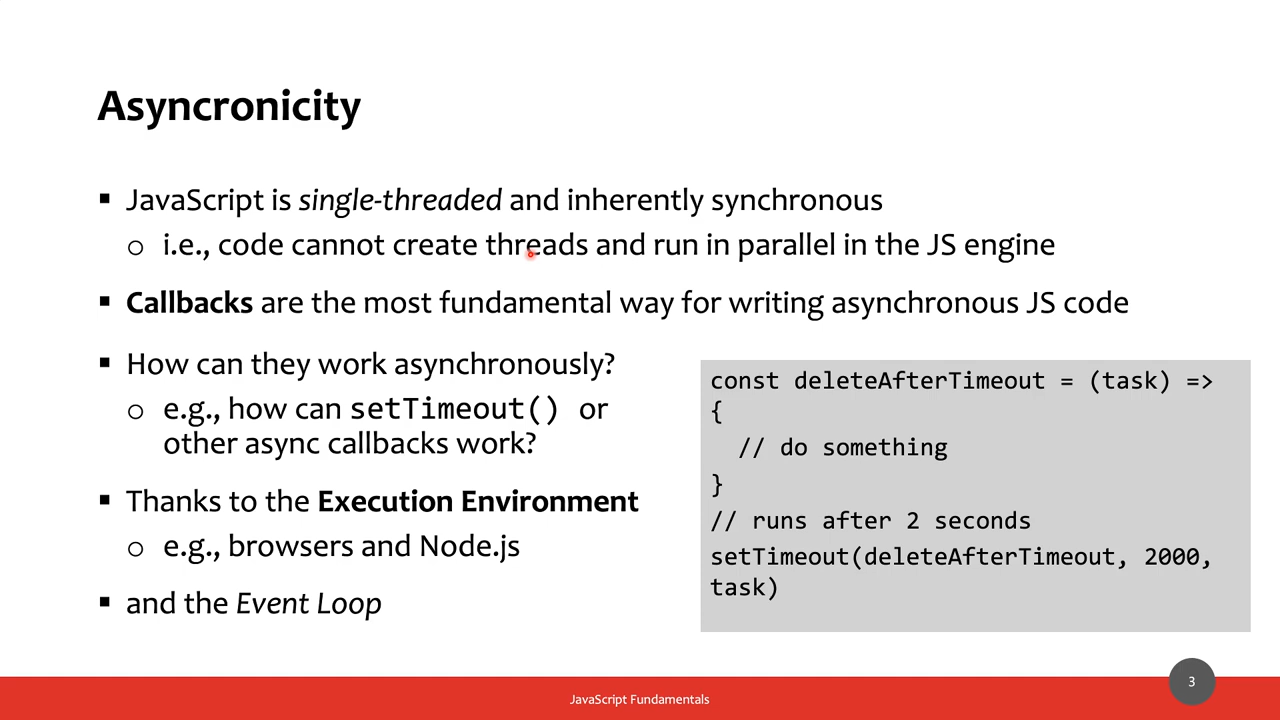 Asyncronicity
▪ JavaScript is single-threaded and inherently synchronous
o i.e., code cannot create threads and run in parallel in the JS engine
▪ Callbacks are the most fundamental way for writing asynchronous JS code
▪ How can they work asynchronously?
o e.g., how can setTimeout() or
other async callbacks work?
▪ Thanks to the Execution Environment
o e.g., browsers and Node.js
▪ and the Event Loop
const deleteAfterTimeout = (task) =>
{
// do something
}
// runs after 2 seconds
setTimeout(deleteAfterTimeout, 2000,
task)
JavaScript Fundamentals
3